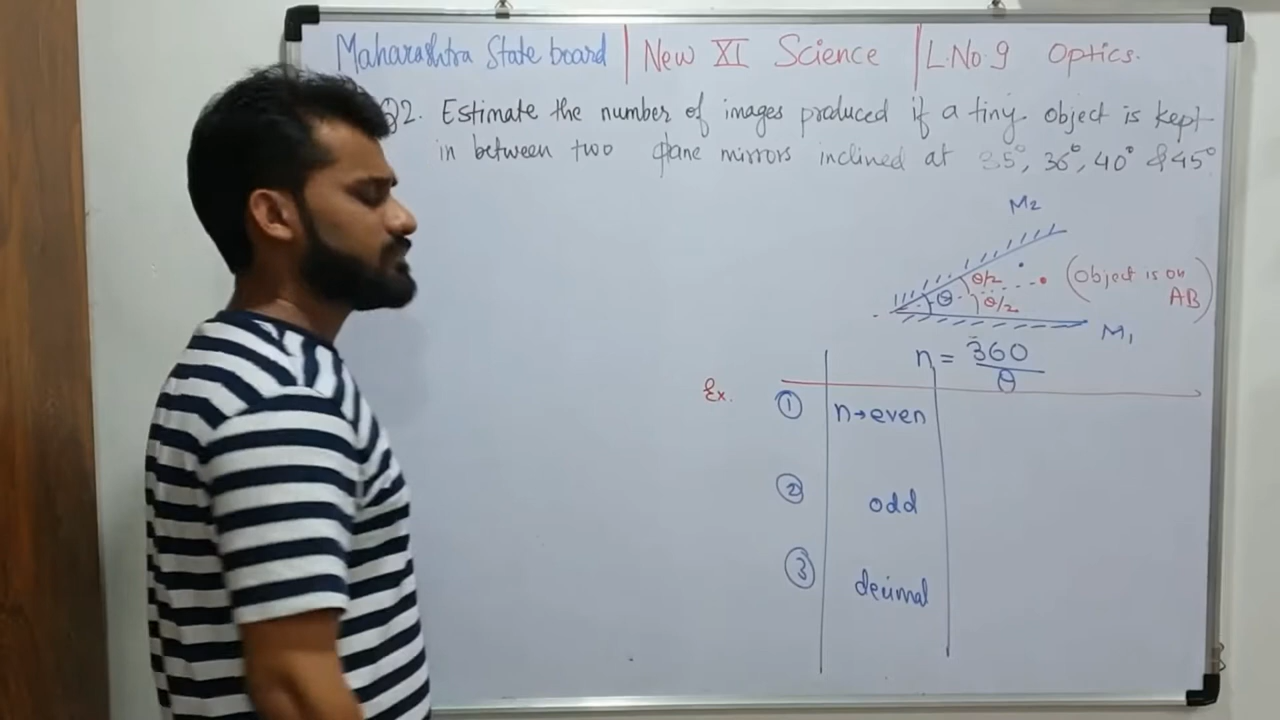 Maharashtra State board | New XI Science | L.No.9 Optics.
Q2. Estimate the number of images produced if a tiny object is kept
in between two plane mirrors inclined at 35°, 36°, 40° & 45°
M2
θ/2
(Object is on
AB)
θ
θ/2
M1
n = 360
θ
Ex.
① n→even
② odd
③ decimal